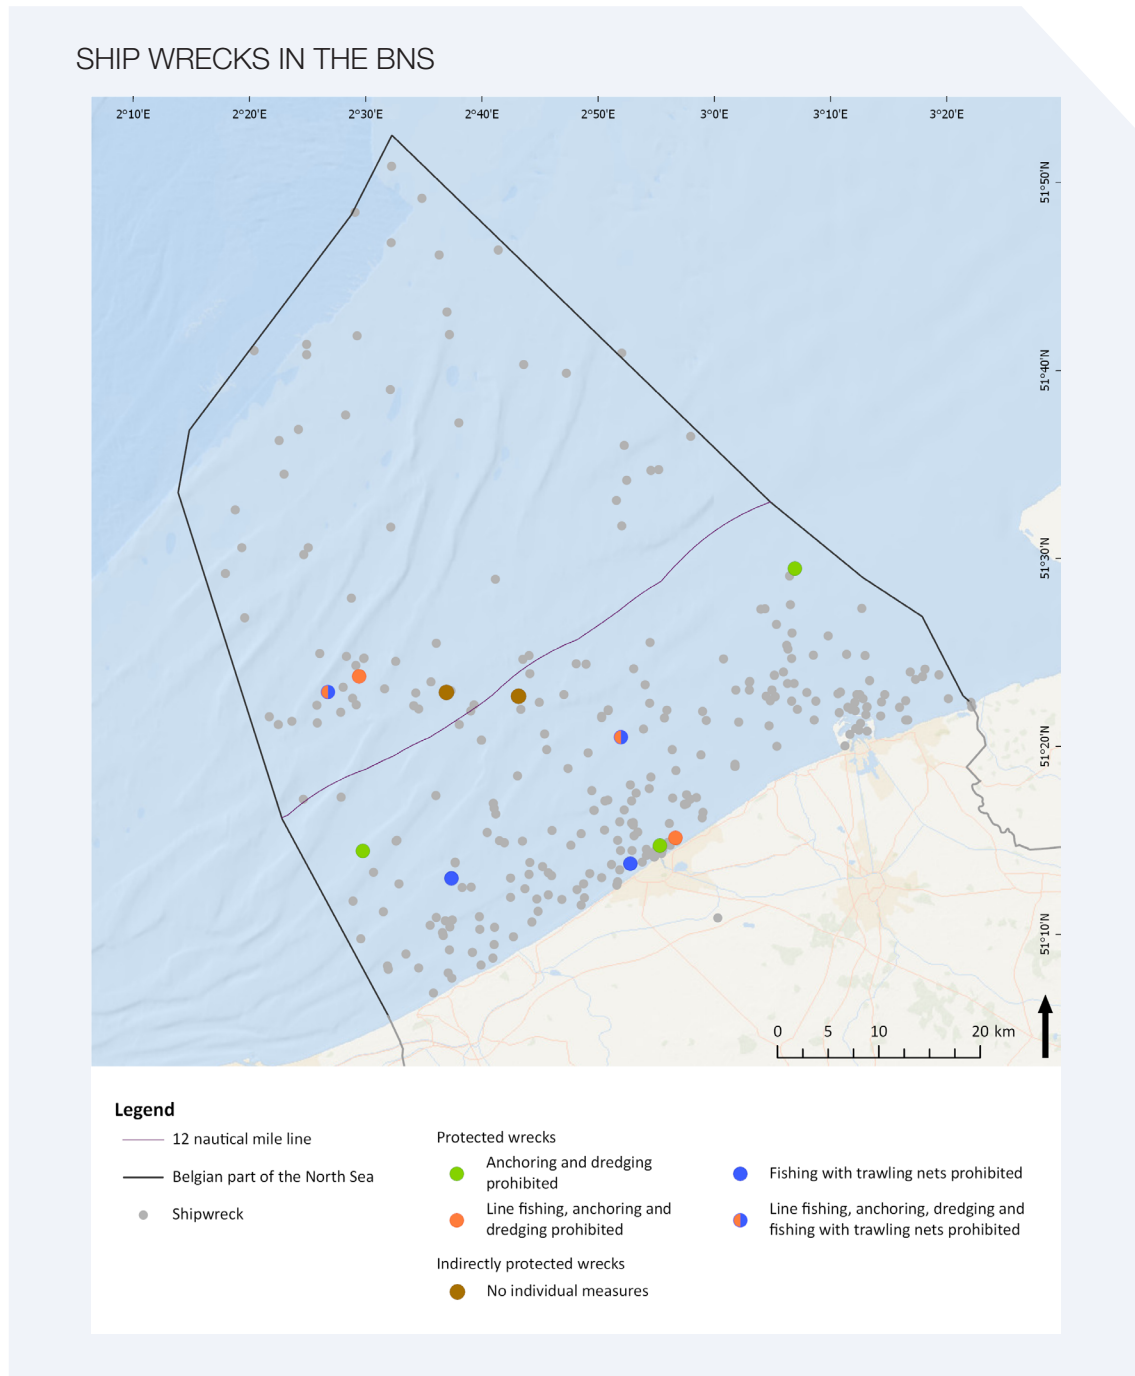 SHIP WRECKS IN THE BNS
2°10'E 2°20'E 2°30'E 2°40'E 2°50'E 3°0'E 3°10'E 3°20'E
51°50'N
51°40'N
51°30'N
51°20'N
51°10'N
0 5 10 20 km
Legend
12 nautical mile line
Belgian part of the North Sea
Shipwreck
Protected wrecks
Anchoring and dredging
prohibited
Line fishing, anchoring and
dredging prohibited
Indirectly protected wrecks
No individual measures
Fishing with trawling nets prohibited
Line fishing, anchoring, dredging and
fishing with trawling nets prohibited